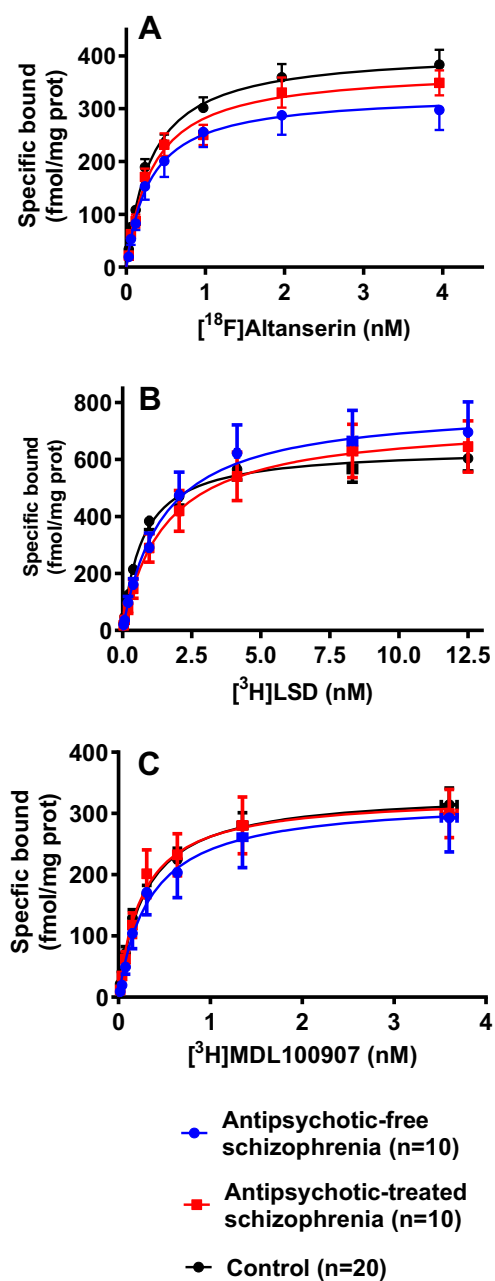 A
Specific bound
(fmol/mg prot)
400
300
200
100
0
0 1 2 3 4
[¹⁸F]Altanserin (nM)
B
Specific bound
(fmol/mg prot)
800
600
400
200
0
0.0 2.5 5.0 7.5 10.0 12.5
[³H]LSD (nM)
C
Specfic bound
(fmol/mg prot)
400
300
200
100
0
0 1 2 3 4
[³H]MDL100907 (nM)
Antipsychotic-free
schizophrenia (n=10)
Antipsychotic-treated
schizophrenia (n=10)
Control (n=20)